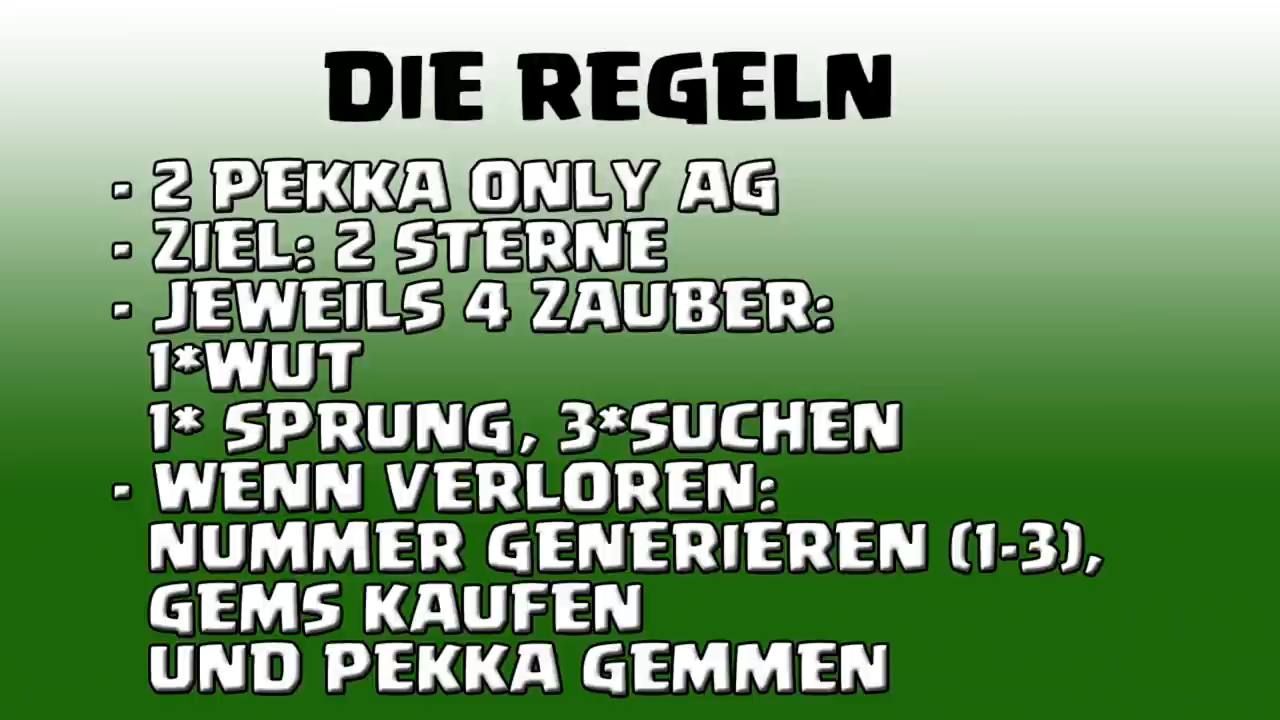 DIE REGELN
- 2 PEKKA ONLY AG
- ZIEL: 2 STERNE
- JEWEILS 4 ZAUBER:
1*WUT
1* SPRUNG, 3*SUCHEN
- WENN VERLOREN:
NUMMER GENERIEREN (1-3),
GEMS KAUFEN
UND PEKKA GEMMEN